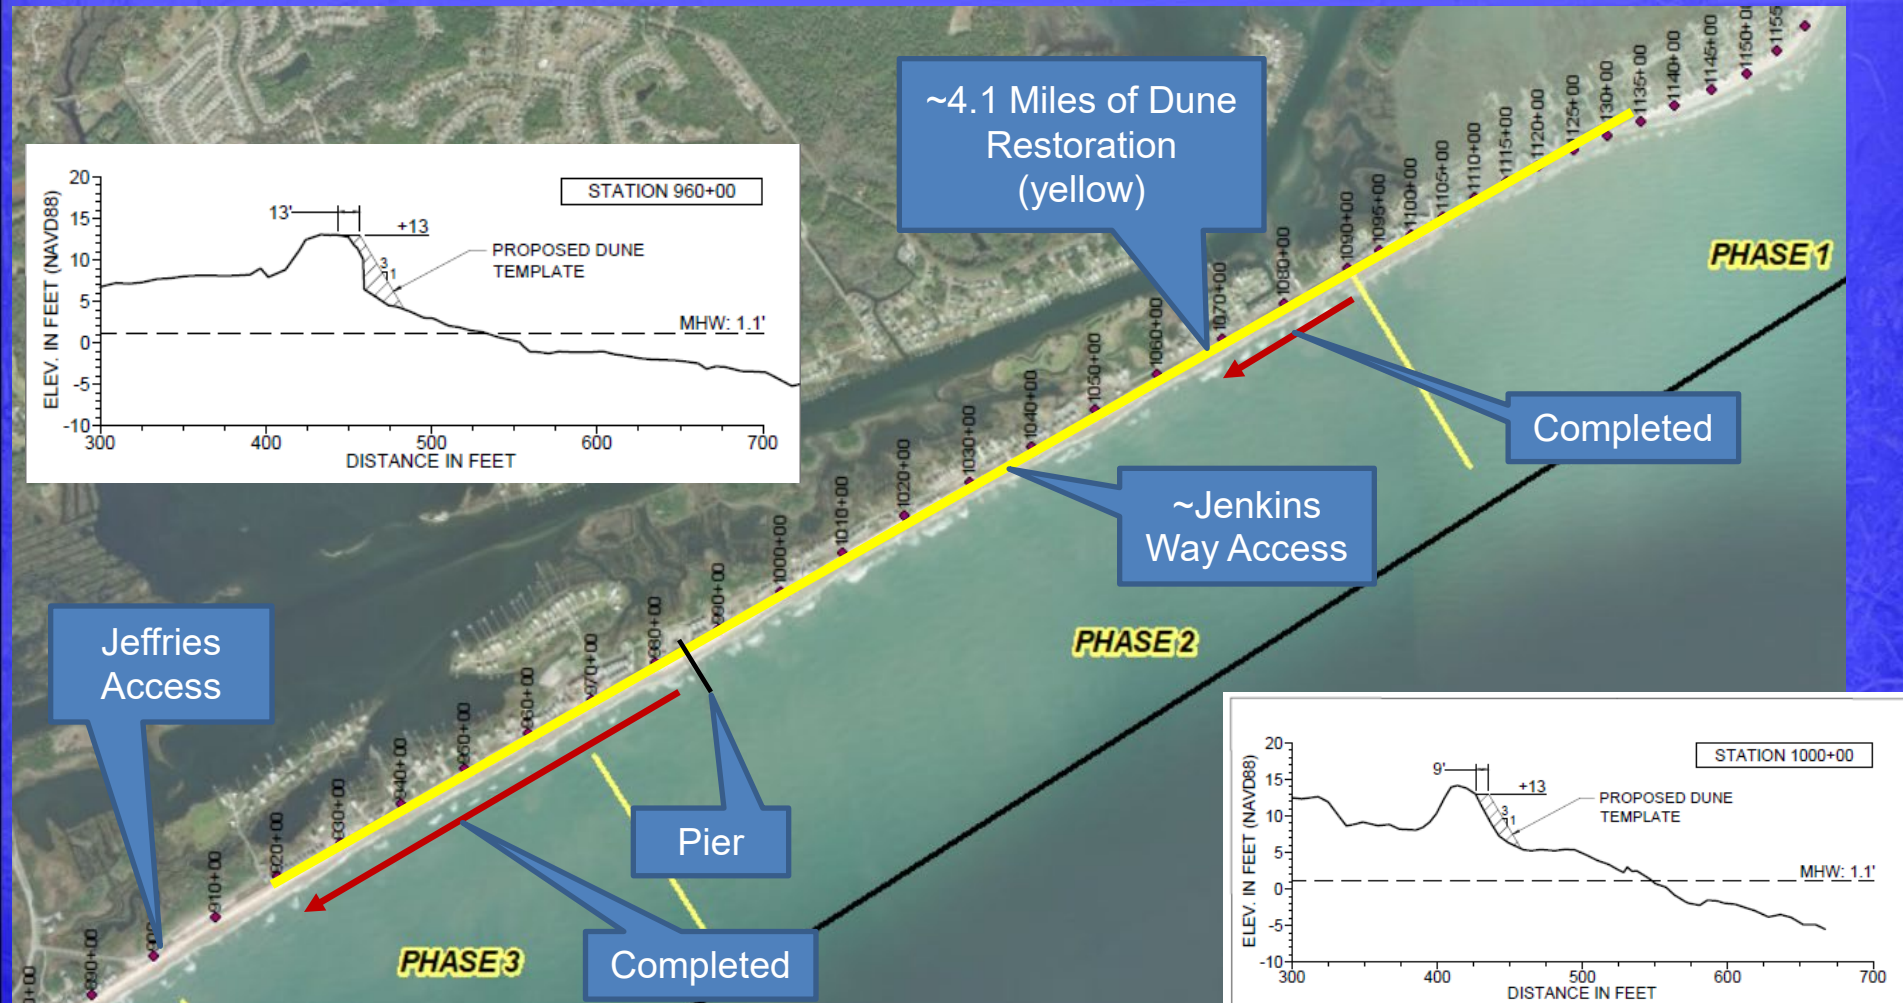 ~4.1 Miles of Dune
Restoration
(yellow)
STATION 960+00
ELEV. IN FEET (NAVD88)
20
15
10
5
0
-5
-10
13'
+13
3
1
PROPOSED DUNE
TEMPLATE
MHW: 1.1'
300
400
500
600
700
DISTANCE IN FEET
1150+00
1145+00
1140+00
1135+00
1130+00
1125+00
1120+00
1115+00
1110+00
1105+00
1100+00
1095+00
1090+00
1080+00
1070+00
1060+00
1050+00
1040+00
1030+00
1020+00
1010+00
1000+00
990+00
980+00
970+00
960+00
950+00
940+00
930+00
920+00
910+00
890+00
PHASE 1
Completed
~Jenkins
Way Access
PHASE 2
Jeffries
Access
Pier
Completed
PHASE 3
STATION 1000+00
ELEV. IN FEET (NAVD88)
20
15
10
5
0
-5
-10
9'
+13
3
1
PROPOSED DUNE
TEMPLATE
MHW: 1.1'
300
400
500
600
700
DISTANCE IN FEET